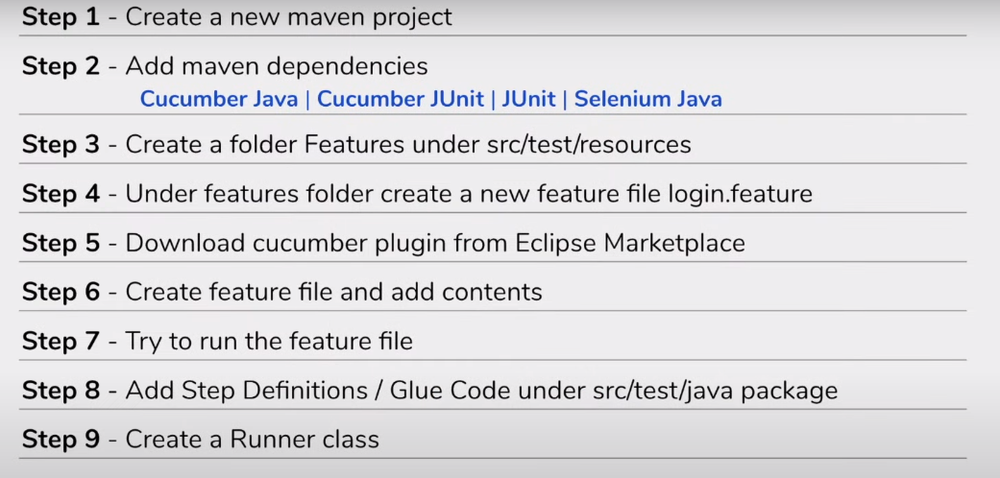 Step 1 - Create a new maven project
Step 2 - Add maven dependencies
Cucumber Java | Cucumber JUnit | JUnit | Selenium Java
Step 3 - Create a folder Features under src/test/resources
Step 4 - Under features folder create a new feature file login.feature
Step 5 - Download cucumber plugin from Eclipse Marketplace
Step 6 - Create feature file and add contents
Step 7 - Try to run the feature file
Step 8 - Add Step Definitions / Glue Code under src/test/java package
Step 9 - Create a Runner class